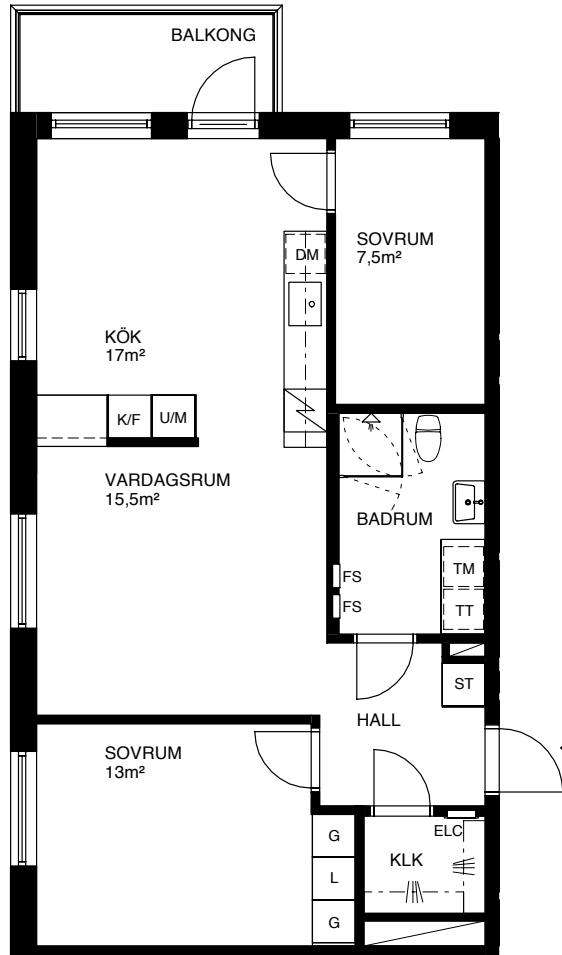 BALKONG
SOVRUM
7,5m²
DM
KÖK
17m²
K/F
U/M
VARDAGSRUM
15,5m²
BADRUM
FS
FS
TM
TT
ST
HALL
SOVRUM
13m²
ELC
G
KLK
L
G